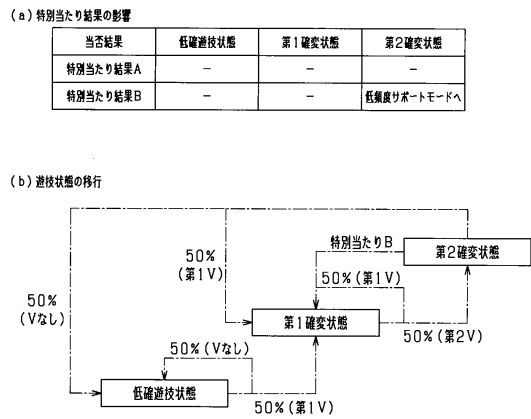 (a)特別当たり結果の影響
当否結果 低確遊技状態 第1確変状態 第2確変状態
特別当たり結果A － － －
特別当たり結果B － － 低頻度サポートモードへ
(b)遊技状態の移行
特別当たりB
第2確変状態
50%
(第1V)
50%(第1V)
50%
(Vなし)
第1確変状態
50%(第2V)
50%(Vなし)
低確遊技状態
50%(第1V)